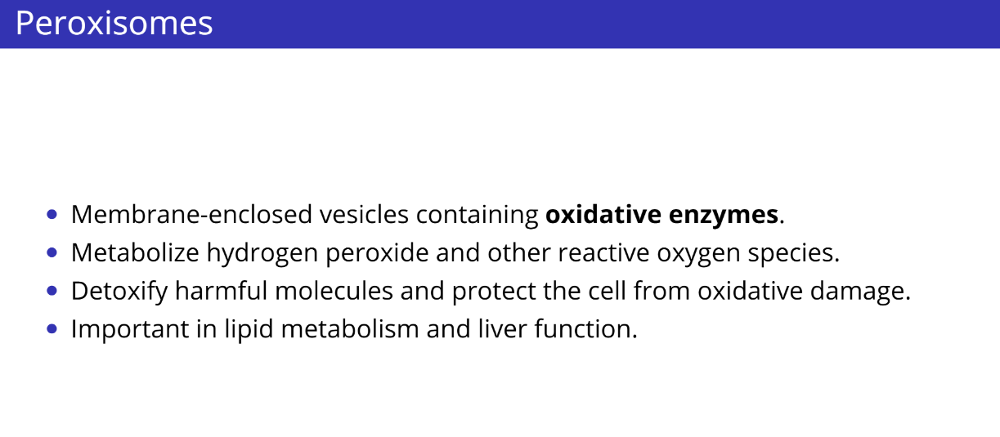 Peroxisomes
• Membrane-enclosed vesicles containing oxidative enzymes.
• Metabolize hydrogen peroxide and other reactive oxygen species.
• Detoxify harmful molecules and protect the cell from oxidative damage.
• Important in lipid metabolism and liver function.